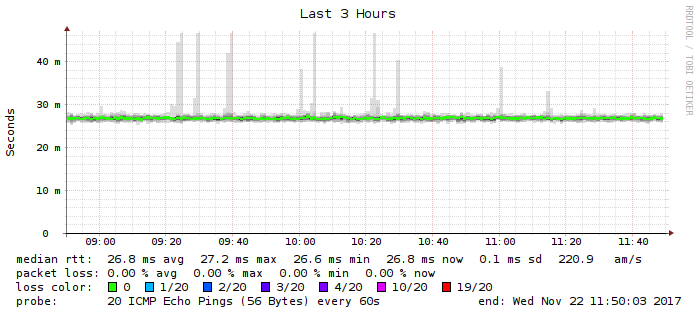 Last 3 Hours
RRDTOOL / TOBI OETIKER
Seconds
40 m
30 m
20 m
10 m
0
09:00 09:20 09:40 10:00 10:20 10:40 11:00 11:20 11:40
median rtt: 26.8 ms avg 27.2 ms max 26.6 ms min 26.8 ms now 0.1 ms sd 220.9 am/s
packet loss: 0.00 % avg 0.00 % max 0.00 % min 0.00 % now
loss color: 0 1/20 2/20 3/20 4/20 10/20 19/20
probe: 20 ICMP Echo Pings (56 Bytes) every 60s end: Wed Nov 22 11:50:03 2017